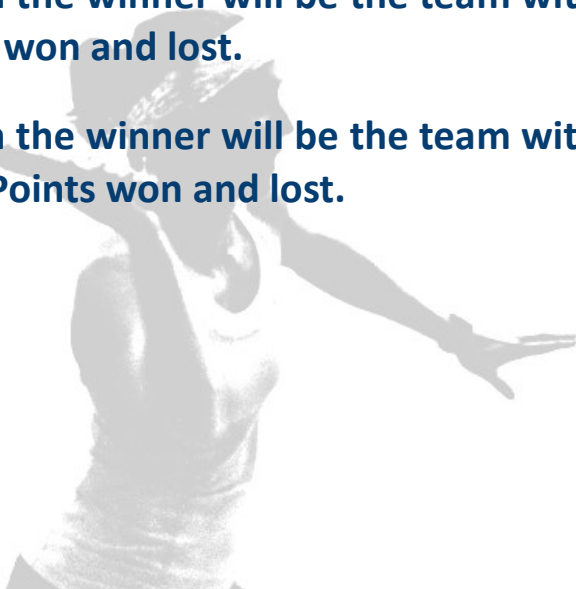 the winner will be the team wit
won and lost.
the winner will be the team wit
Points won and lost.